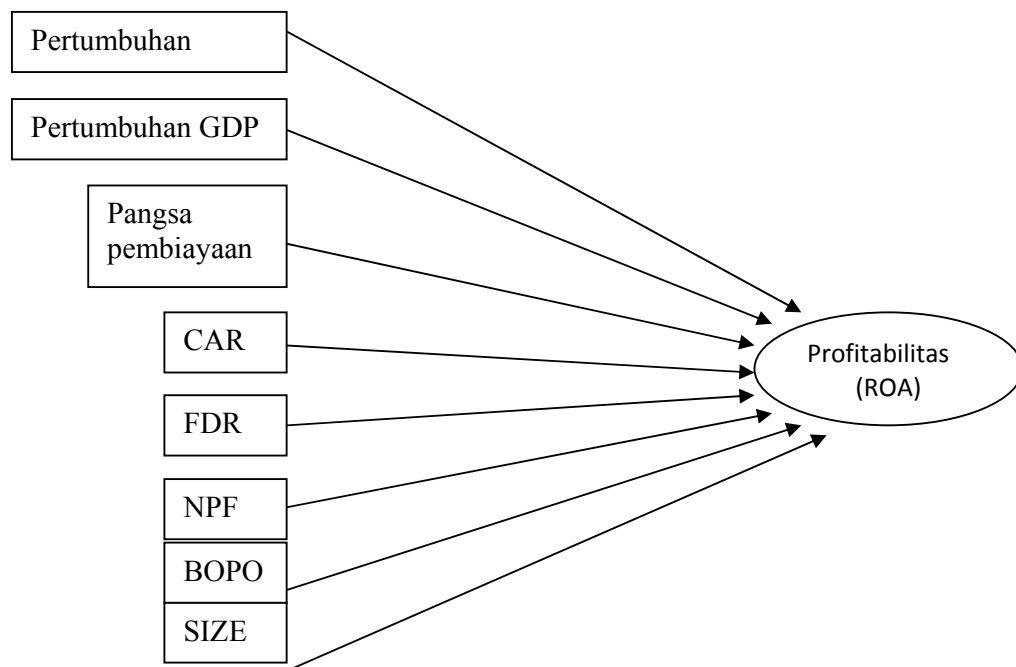 Pertumbuhan
Pertumbuhan GDP
Pangsa
pembiayaan
CAR
FDR
NPF
BOPO
SIZE
Profitabilitas
(ROA)